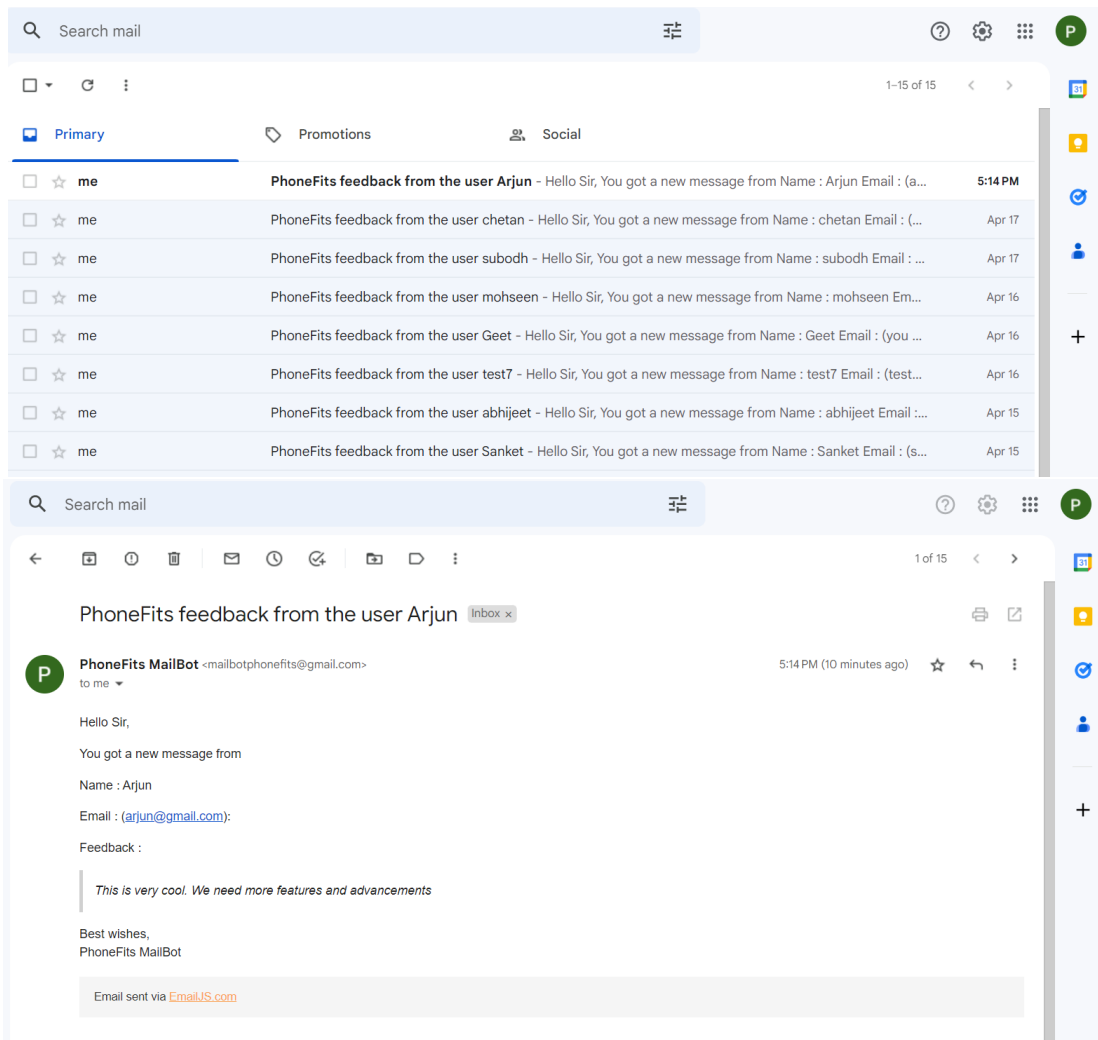 Search mail
P
1–15 of 15
31
Primary
Promotions
Social
me PhoneFits feedback from the user Arjun - Hello Sir, You got a new message from Name : Arjun Email : (a... 5:14 PM
me PhoneFits feedback from the user chetan - Hello Sir, You got a new message from Name : chetan Email : (... Apr 17
me PhoneFits feedback from the user subodh - Hello Sir, You got a new message from Name : subodh Email : ... Apr 17
me PhoneFits feedback from the user mohseen - Hello Sir, You got a new message from Name : mohseen Em... Apr 16
me PhoneFits feedback from the user Geet - Hello Sir, You got a new message from Name : Geet Email : (you ... Apr 16
me PhoneFits feedback from the user test7 - Hello Sir, You got a new message from Name : test7 Email : (test... Apr 16
me PhoneFits feedback from the user abhijeet - Hello Sir, You got a new message from Name : abhijeet Email :... Apr 15
me PhoneFits feedback from the user Sanket - Hello Sir, You got a new message from Name : Sanket Email : (s... Apr 15
Search mail
P
1 of 15
31
PhoneFits feedback from the user Arjun Inbox x
P
PhoneFits MailBot <mailbotphonefits@gmail.com> 5:14 PM (10 minutes ago)
to me
Hello Sir,
You got a new message from
Name : Arjun
Email : (arjun@gmail.com):
Feedback :
This is very cool. We need more features and advancements
Best wishes,
PhoneFits MailBot
Email sent via EmailJS.com